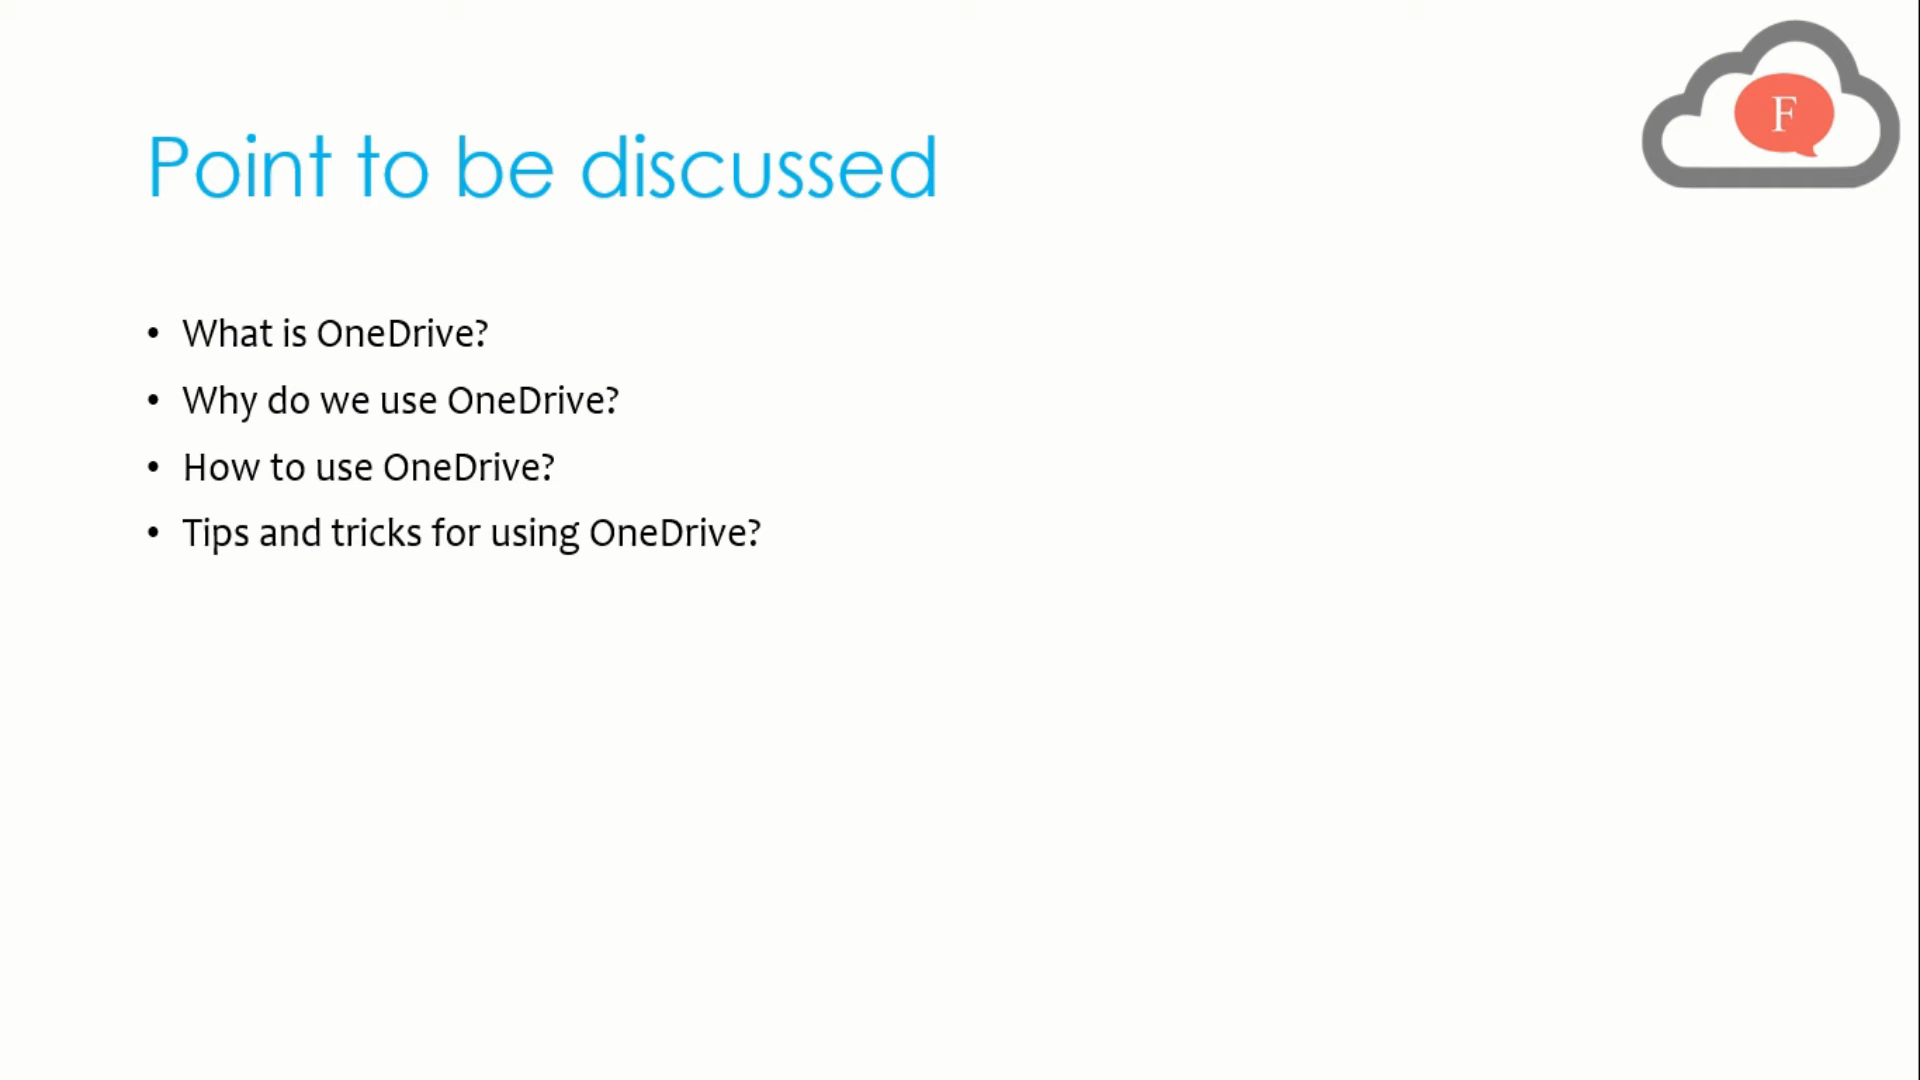 F
Point to be discussed
• What is OneDrive?
• Why do we use OneDrive?
• How to use OneDrive?
• Tips and tricks for using OneDrive?